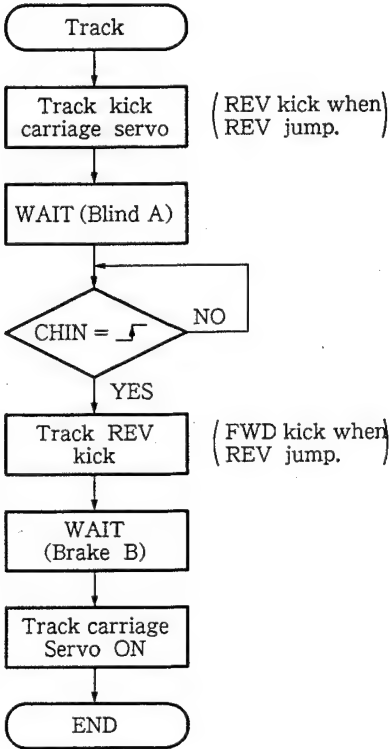 Track
Track kick
carriage servo
(REV kick when)
(REV jump.)
WAIT (Blind A)
CHIN =
NO
YES
Track REV
kick
(FWD kick when)
(REV jump.)
WAIT
(Brake B)
Track carriage
Servo ON
END